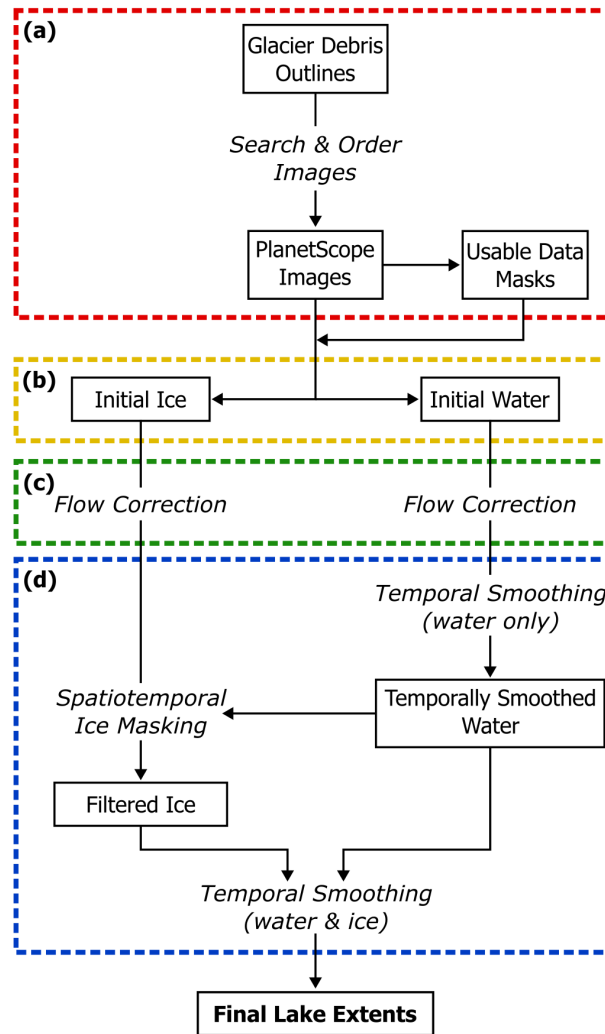 (a)
Glacier Debris
Outlines
Search & Order
Images
PlanetScope
Images
Usable Data
Masks
(b)
Initial Ice
Initial Water
(c)
Flow Correction
Flow Correction
(d)
Temporal Smoothing
(water only)
Spatiotemporal
Ice Masking
Temporally Smoothed
Water
Filtered Ice
Temporal Smoothing
(water & ice)
Final Lake Extents